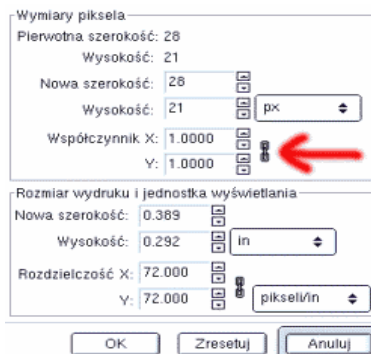 Wymiary piksela
Pierwotna szerokość: 28
Wysokość: 21
Nowa szerokość: 28
Wysokość: 21 px
Współczynnik X: 1.0000
Y: 1.0000
Rozmiar wydruku i jednostka wyświetlania
Nowa szerokość: 0.389
Wysokość: 0.292 in
Rozdzielczość X: 72.000
Y: 72.000 pikseli/in
OK Zresetuj Anuluj